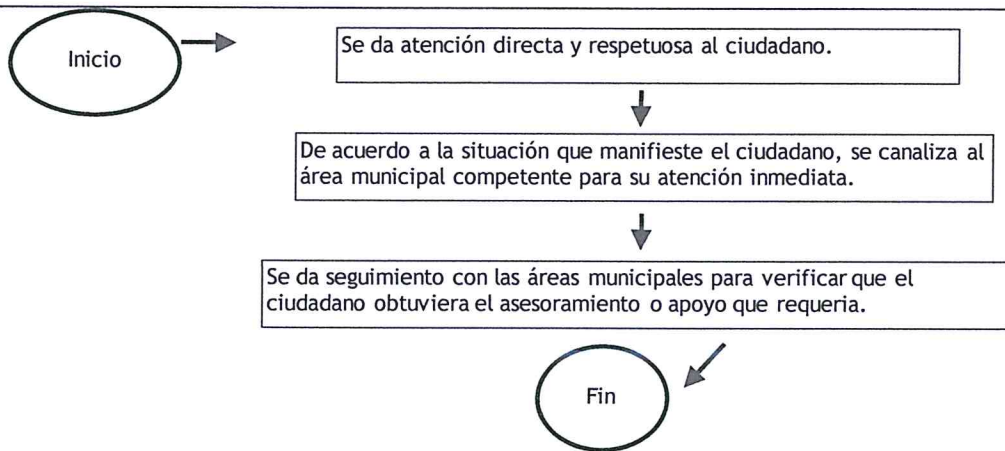 Inicio
Se da atención directa y respetuosa al ciudadano.
De acuerdo a la situación que manifieste el ciudadano, se canaliza al
área municipal competente para su atención inmediata.
Se da seguimiento con las áreas municipales para verificar que el
ciudadano obtuviera el asesoramiento o apoyo que requeria.
Fin